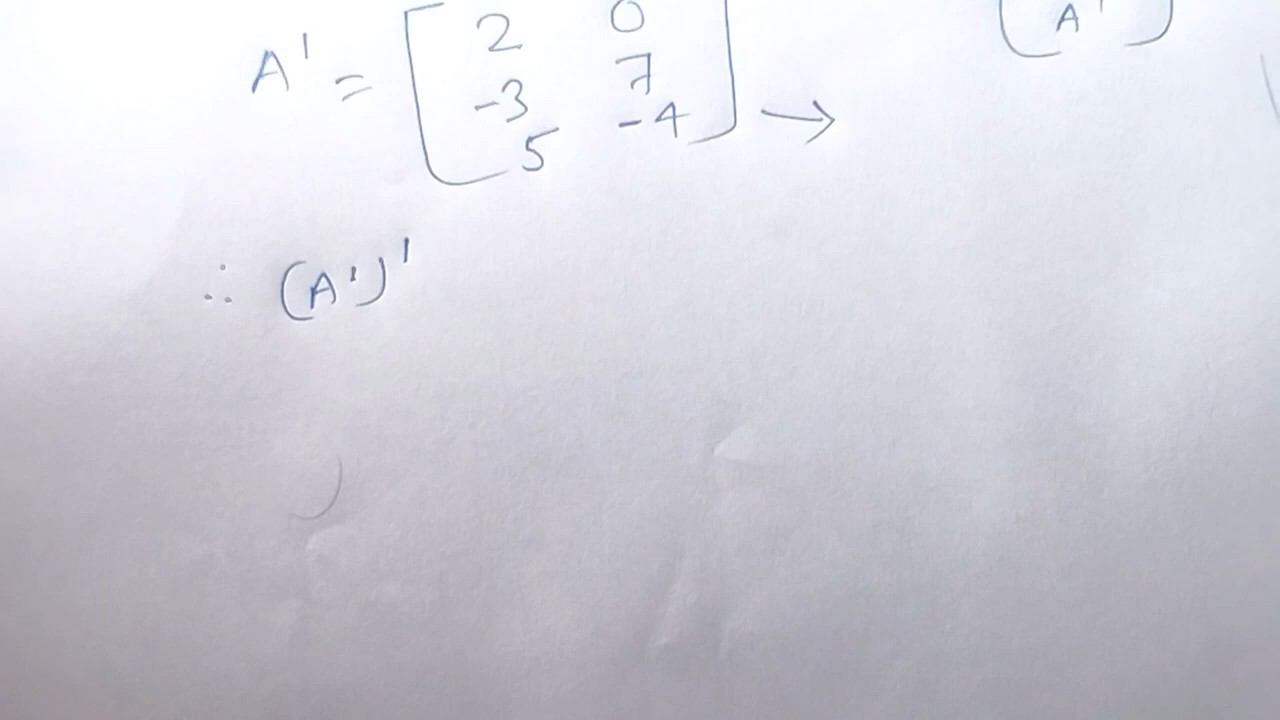 A' = [ 2 0
-3 7
5 -4 ] →
(A')
∴ (A')'